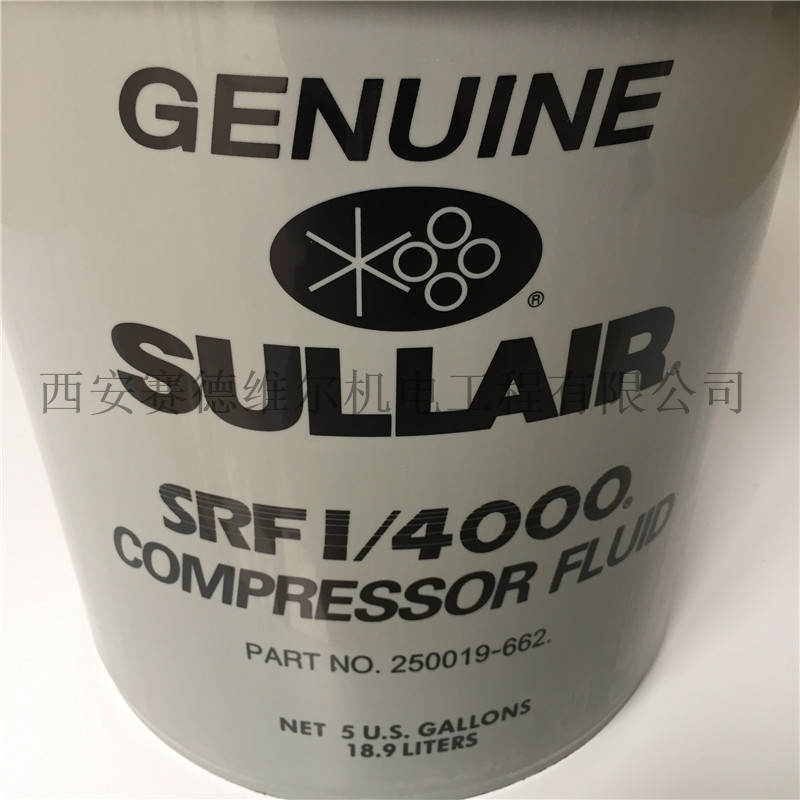 GENUINE
®
SULLAIR®
西安赛德维尔机电工程有限公司
SRF 1/4000®
COMPRESSOR FLUID
PART NO. 250019-662.
NET 5 U.S. GALLONS
18.9 LITERS